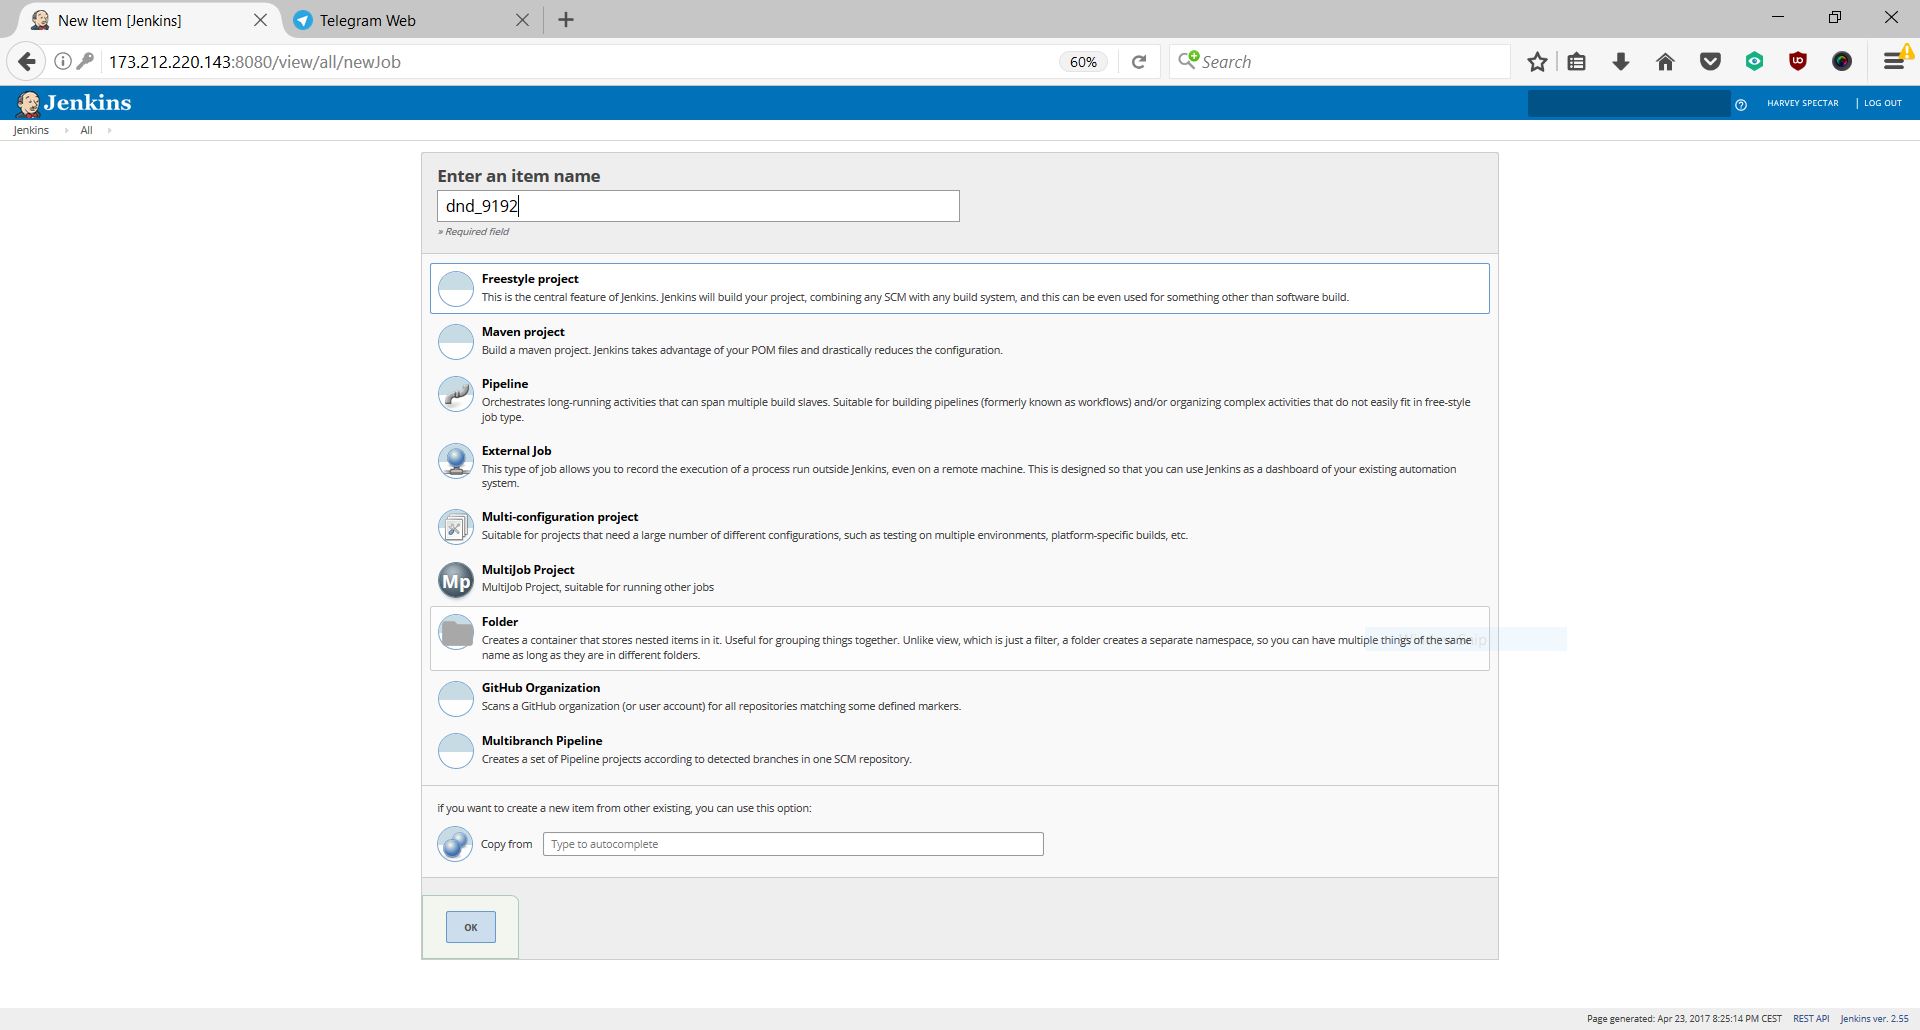 New Item [Jenkins]
Telegram Web
173.212.220.143:8080/view/all/newJob
60%
Search
Jenkins
HARVEY SPECTAR
LOG OUT
Jenkins
All
Enter an item name
dnd_9192
» Required field
Freestyle project
This is the central feature of Jenkins. Jenkins will build your project, combining any SCM with any build system, and this can be even used for something other than software build.
Maven project
Build a maven project. Jenkins takes advantage of your POM files and drastically reduces the configuration.
Pipeline
Orchestrates long-running activities that can span multiple build slaves. Suitable for building pipelines (formerly known as workflows) and/or organizing complex activities that do not easily fit in free-style
job type.
External Job
This type of job allows you to record the execution of a process run outside Jenkins, even on a remote machine. This is designed so that you can use Jenkins as a dashboard of your existing automation
system.
Multi-configuration project
Suitable for projects that need a large number of different configurations, such as testing on multiple environments, platform-specific builds, etc.
Mp
MultiJob Project
MultiJob Project, suitable for running other jobs
Folder
Creates a container that stores nested items in it. Useful for grouping things together. Unlike view, which is just a filter, a folder creates a separate namespace, so you can have multiple things of the same
name as long as they are in different folders.
GitHub Organization
Scans a GitHub organization (or user account) for all repositories matching some defined markers.
Multibranch Pipeline
Creates a set of Pipeline projects according to detected branches in one SCM repository.
if you want to create a new item from other existing, you can use this option:
Copy from
Type to autocomplete
OK
Page generated: Apr 23, 2017 8:25:14 PM CEST
REST API
Jenkins ver. 2.55